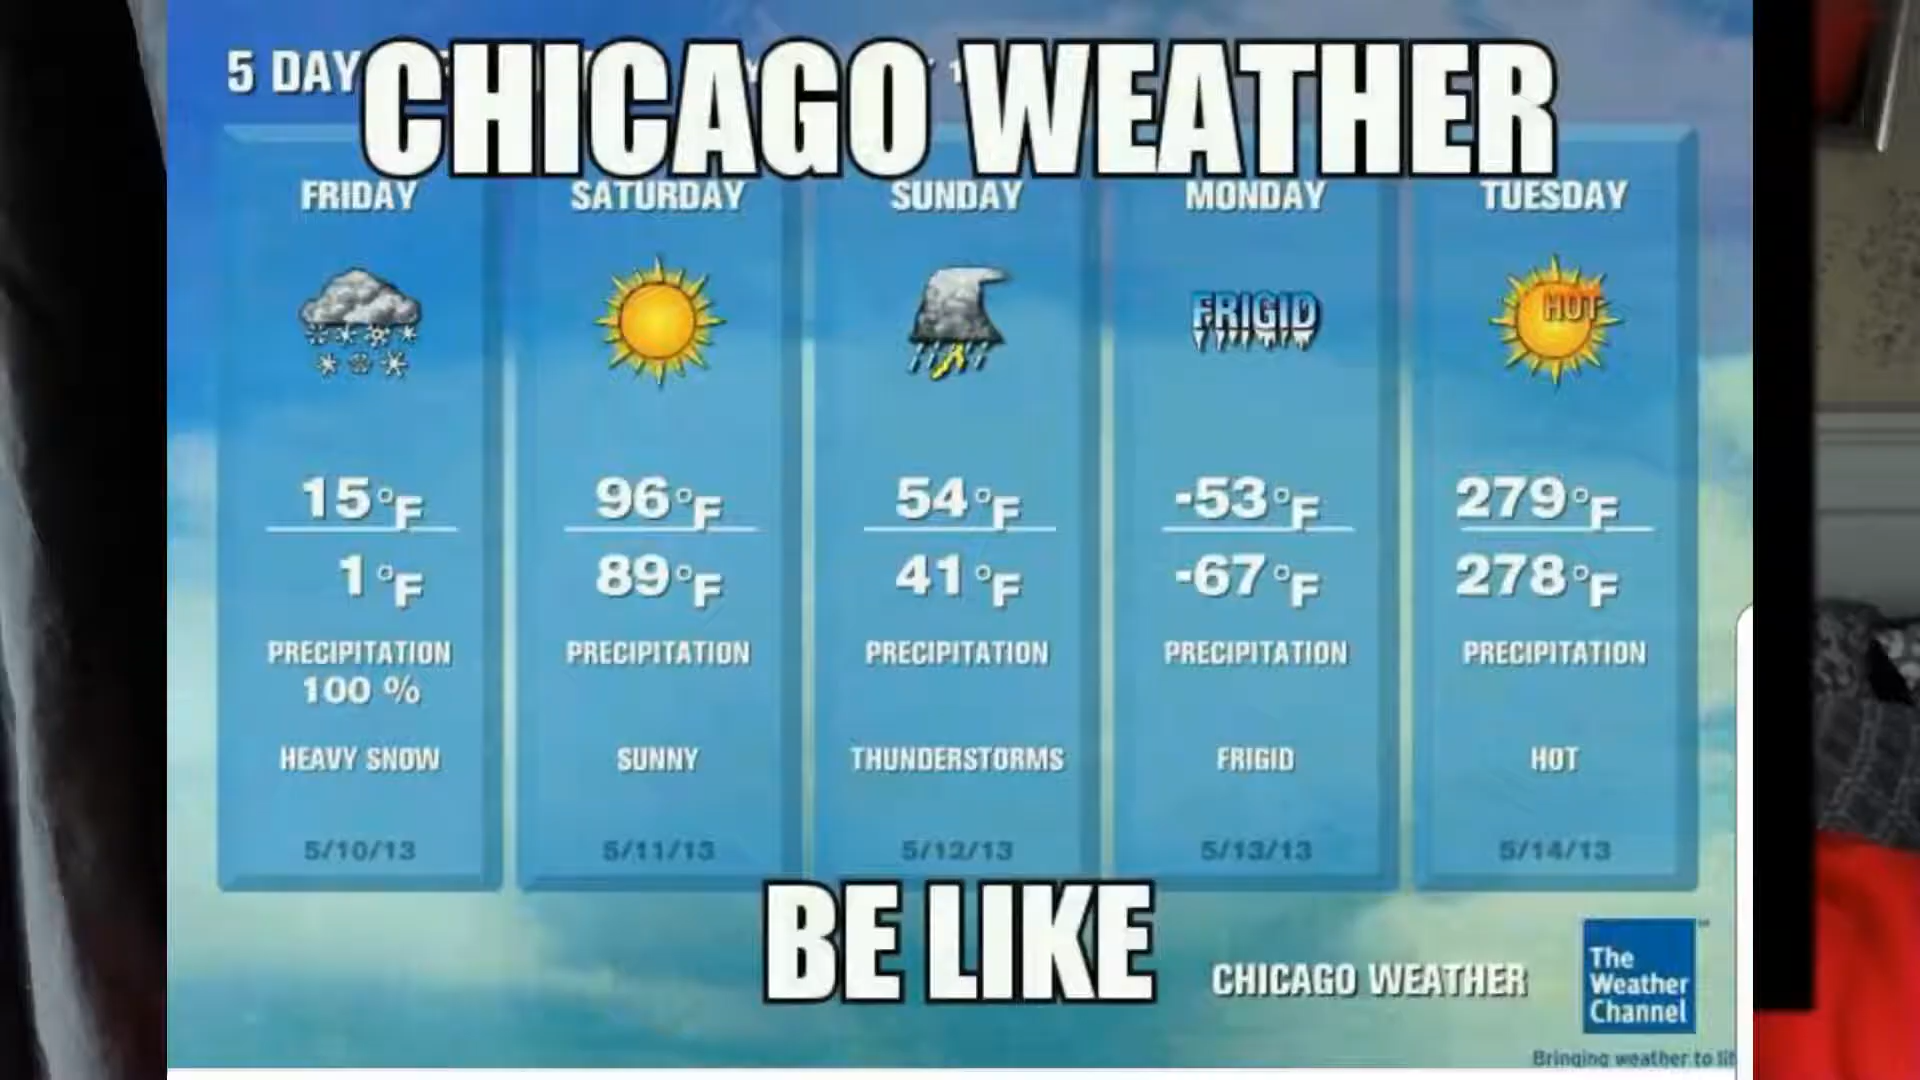 5 DAY
CHICAGO WEATHER
FRIDAY SATURDAY SUNDAY MONDAY TUESDAY
FRIGID HOT
15°F 96°F 54°F -53°F 279°F
1°F 89°F 41°F -67°F 278°F
PRECIPITATION PRECIPITATION PRECIPITATION PRECIPITATION PRECIPITATION
100 %
HEAVY SNOW SUNNY THUNDERSTORMS FRIGID HOT
5/10/13 5/11/13 5/12/13 5/13/13 5/14/13
BE LIKE
CHICAGO WEATHER
The
Weather
Channel
Bringing weather to